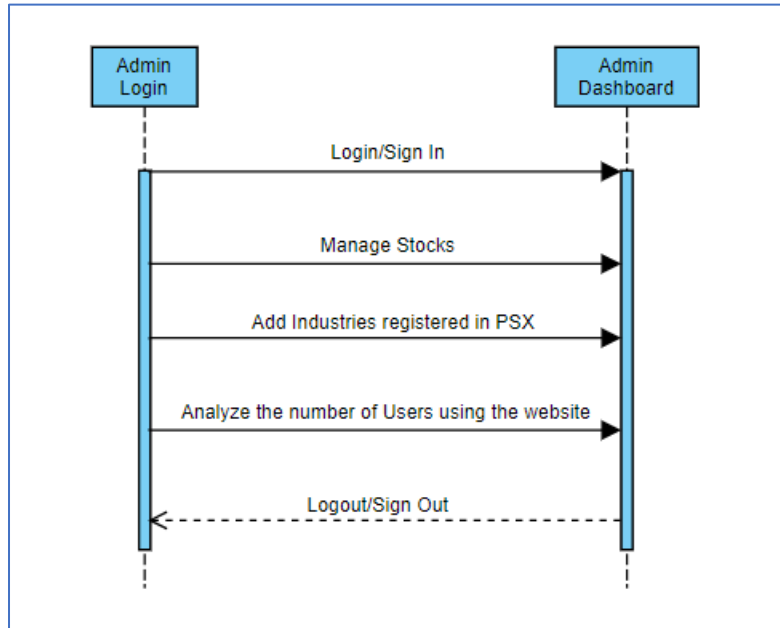 Admin
Login
Admin
Dashboard
Login/Sign In
Manage Stocks
Add Industries registered in PSX
Analyze the number of Users using the website
Logout/Sign Out